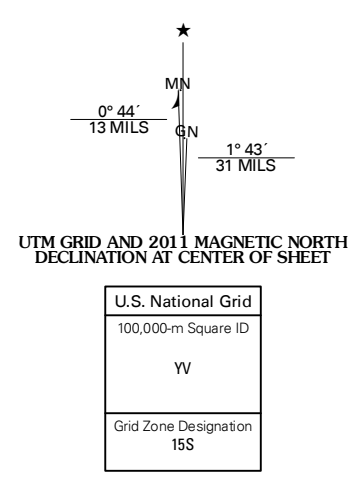 MN
0° 44´
13 MILS
GN
1° 43´
31 MILS
UTM GRID AND 2011 MAGNETIC NORTH
DECLINATION AT CENTER OF SHEET
U.S. National Grid
100,000-m Square ID
YV
Grid Zone Designation
15S